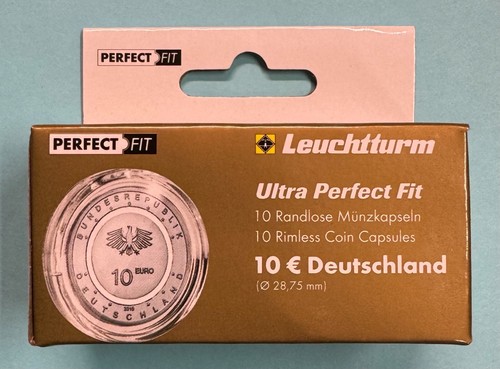 PERFECT FIT
PERFECT FIT
Leuchtturm
Ultra Perfect Fit
10 Randlose Münzkapseln
10 Rimless Coin Capsules
10 € Deutschland
(Ø 28,75 mm)
BUNDESREPUBLIK
10 EURO
2019
DEUTSCHLAND